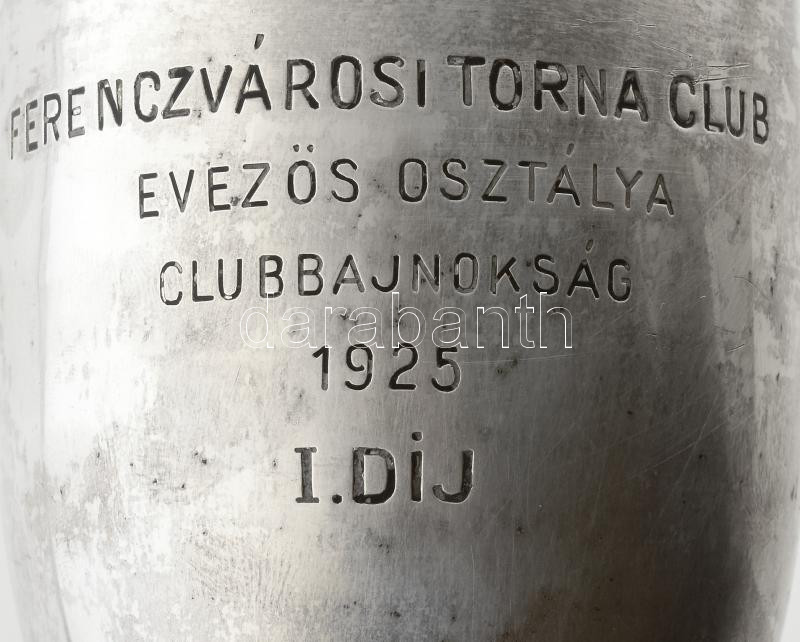 FERENCZVÁROSI TORNA CLUB
EVEZÖS OSZTÁLYA
CLUBBAJNOKSÁG
darabanth
1925
I.DíJ